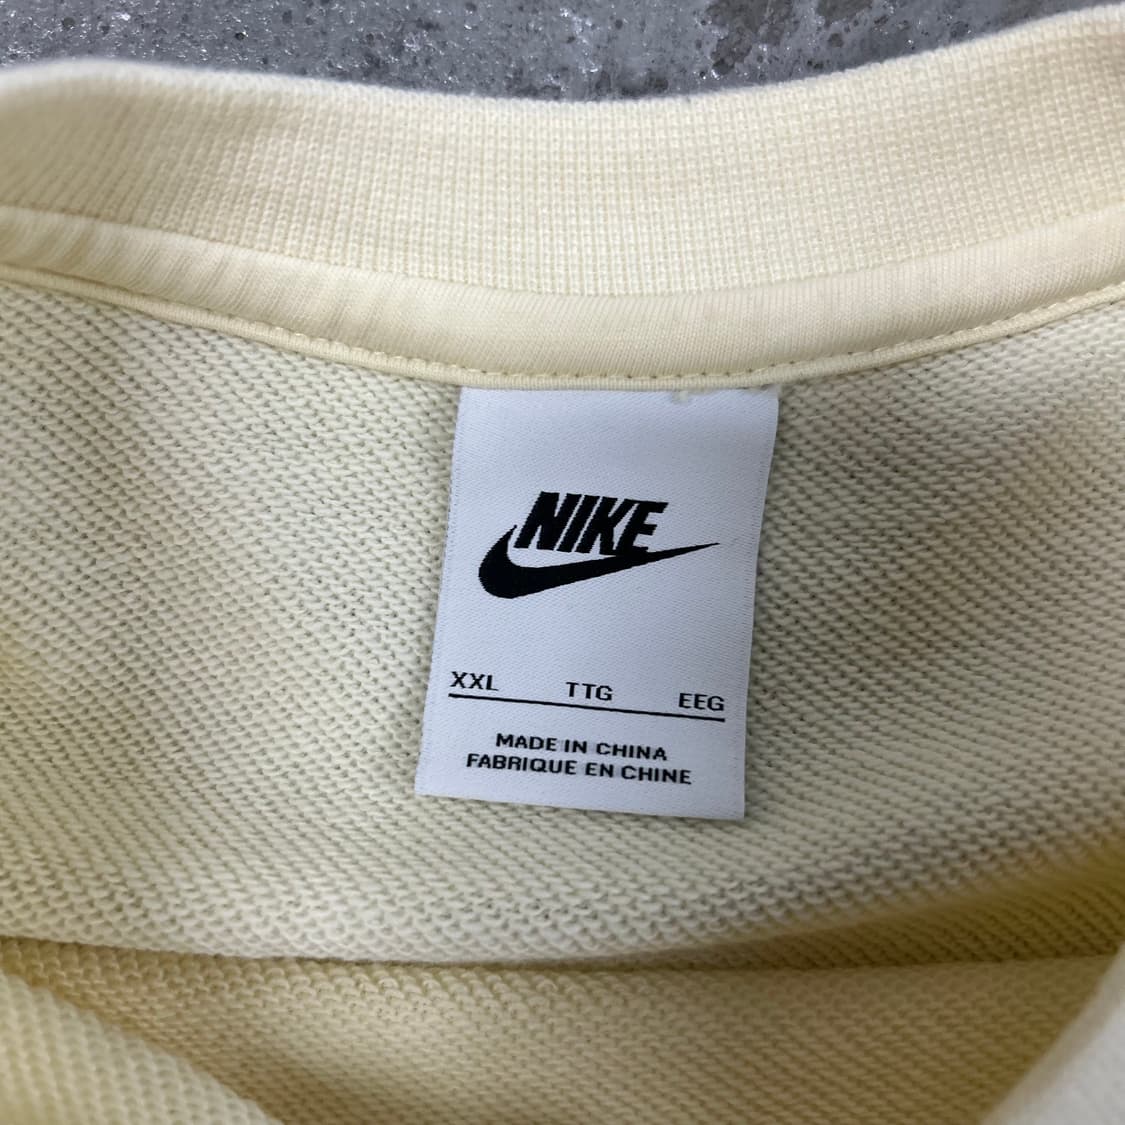 NIKE
XXL TTG EEG
MADE IN CHINA
FABRIQUE EN CHINE